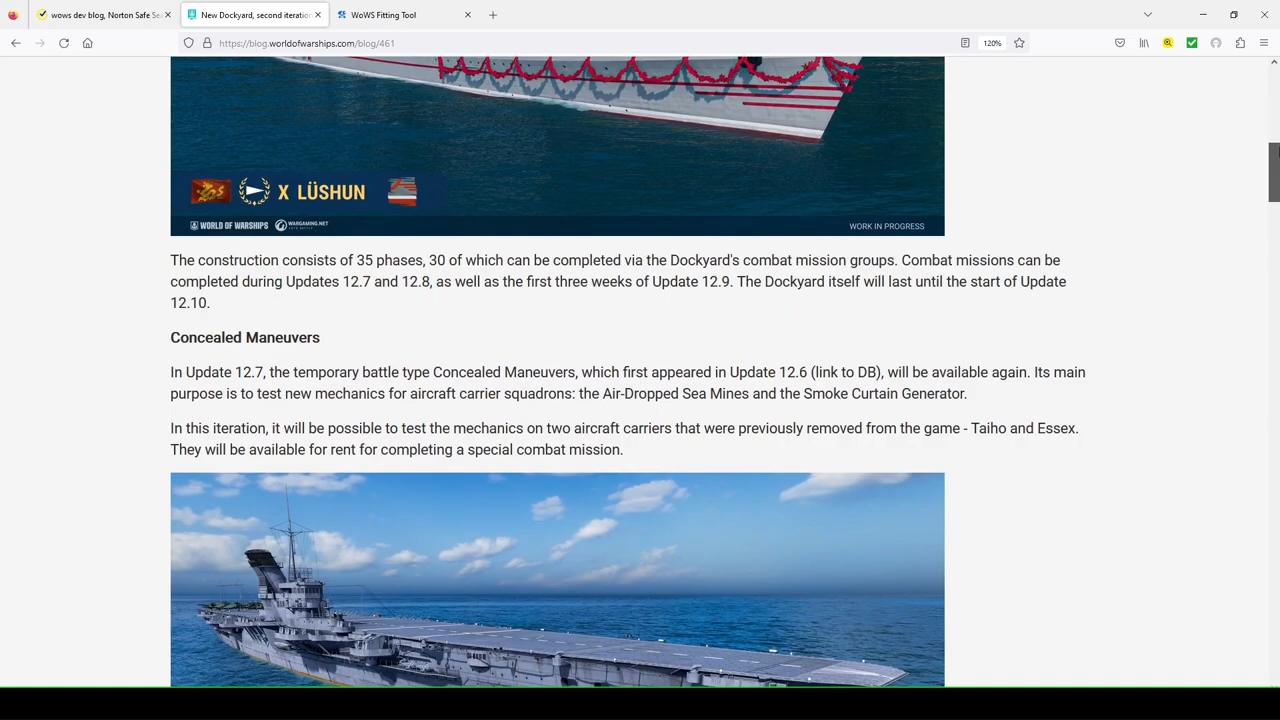 wows dev blog, Norton Safe Se
New Dockyard, second iteration
WoWS Fitting Tool
https://blog.worldofwarships.com/blog/461
120%
X LÜSHUN
WORLD OF WARSHIPS
WARGAMING.NET
WORK IN PROGRESS
The construction consists of 35 phases, 30 of which can be completed via the Dockyard's combat mission groups. Combat missions can be
completed during Updates 12.7 and 12.8, as well as the first three weeks of Update 12.9. The Dockyard itself will last until the start of Update
12.10.
Concealed Maneuvers
In Update 12.7, the temporary battle type Concealed Maneuvers, which first appeared in Update 12.6 (link to DB), will be available again. Its main
purpose is to test new mechanics for aircraft carrier squadrons: the Air-Dropped Sea Mines and the Smoke Curtain Generator.
In this iteration, it will be possible to test the mechanics on two aircraft carriers that were previously removed from the game - Taiho and Essex.
They will be available for rent for completing a special combat mission.